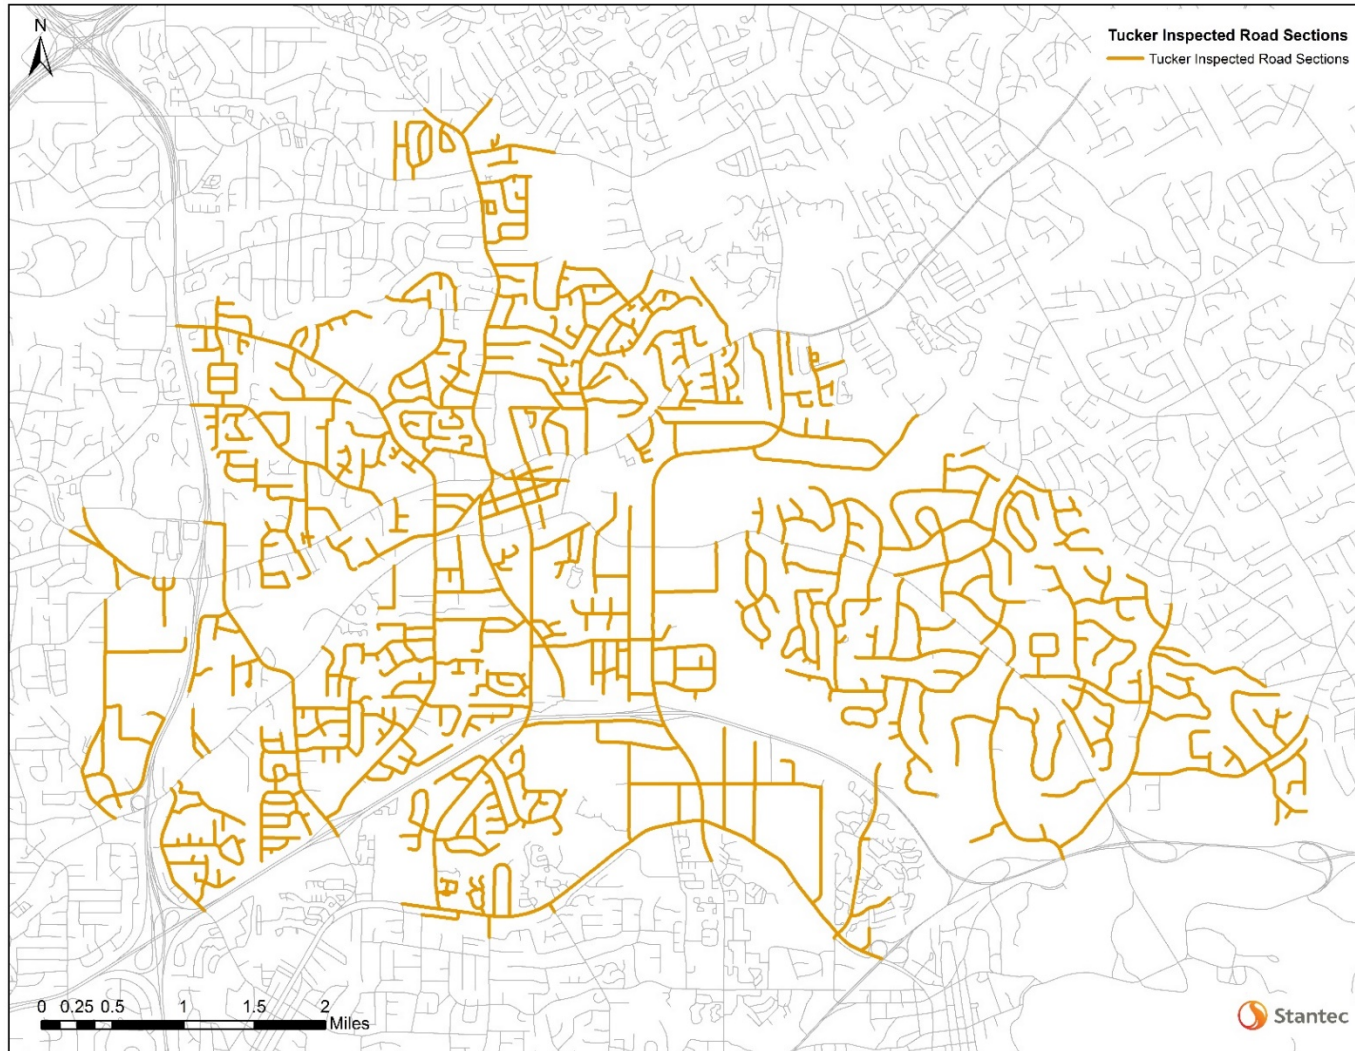 N
Tucker Inspected Road Sections
Tucker Inspected Road Sections
0 0.25 0.5 1 1.5 2
Miles
Stantec